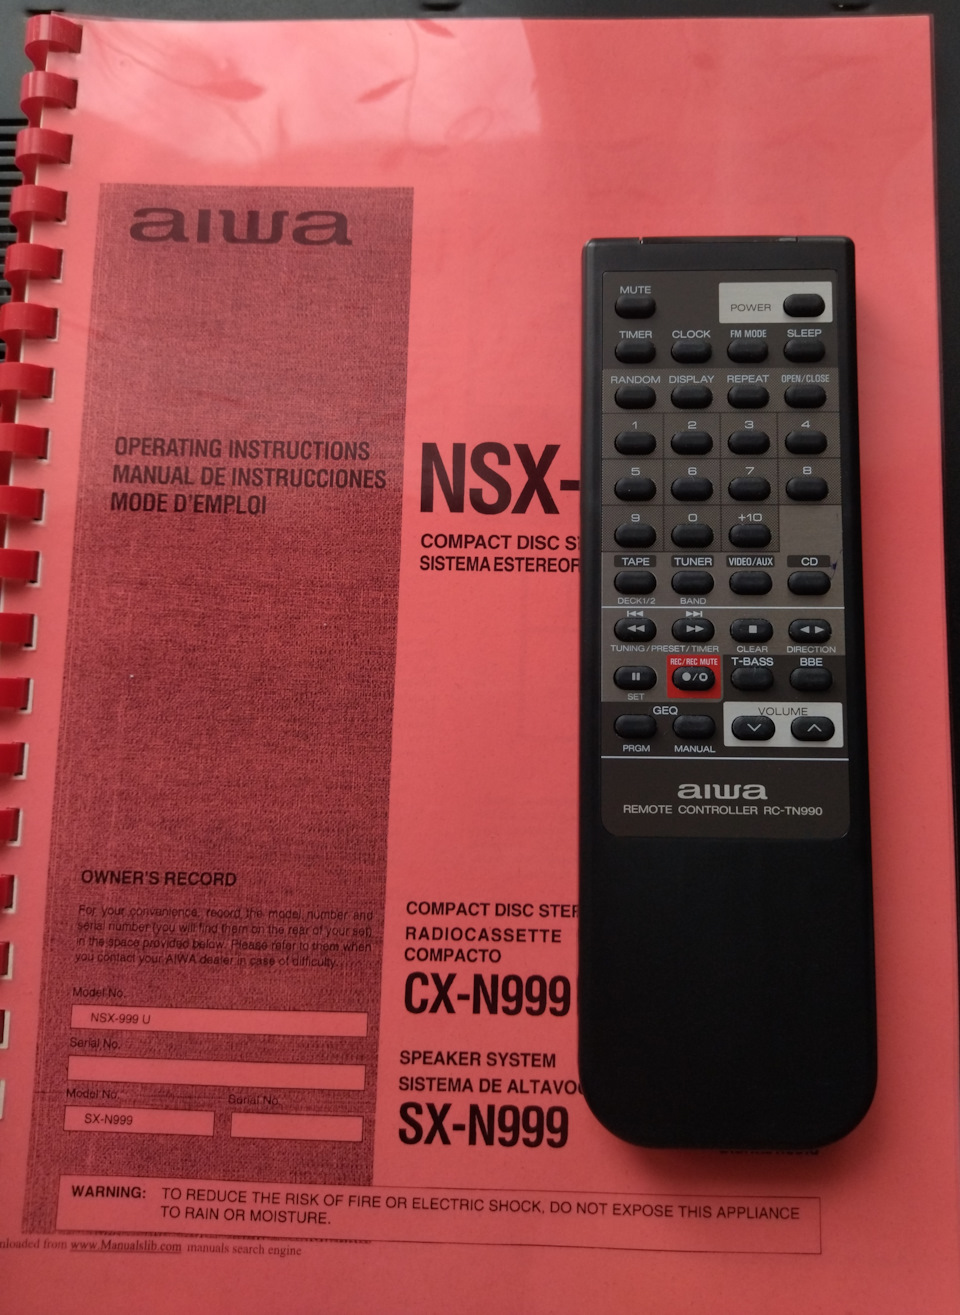 aiwa
OPERATING INSTRUCTIONS
MANUAL DE INSTRUCCIONES
MODE D'EMPLOI
NSX-
COMPACT DISC S
SISTEMA ESTEREOF
OWNER'S RECORD
For your convenience, record the model number and
serial number (you will find them on the rear of your set)
in the space provided below. Please refer to them when
you contact your AIWA dealer in case of difficulty.
Model No.
NSX-999 U
Serial No.
Model No. Serial No.
SX-N999
COMPACT DISC STER
RADIOCASSETTE
COMPACTO
CX-N999
SPEAKER SYSTEM
SISTEMA DE ALTAVO
SX-N999
WARNING: TO REDUCE THE RISK OF FIRE OR ELECTRIC SHOCK, DO NOT EXPOSE THIS APPLIANCE
TO RAIN OR MOISTURE.
nloaded from www.Manualslib.com manuals search engine
MUTE
POWER
TIMER CLOCK FM MODE SLEEP
RANDOM DISPLAY REPEAT OPEN/CLOSE
1 2 3 4
5 6 7 8
9 0 +10
TAPE TUNER VIDEO/AUX CD
DECK1/2 BAND
TUNING/PRESET/TIMER CLEAR DIRECTION
REC/REC MUTE T-BASS BBE
SET
GEQ VOLUME
PRGM MANUAL
aiwa
REMOTE CONTROLLER RC-TN990